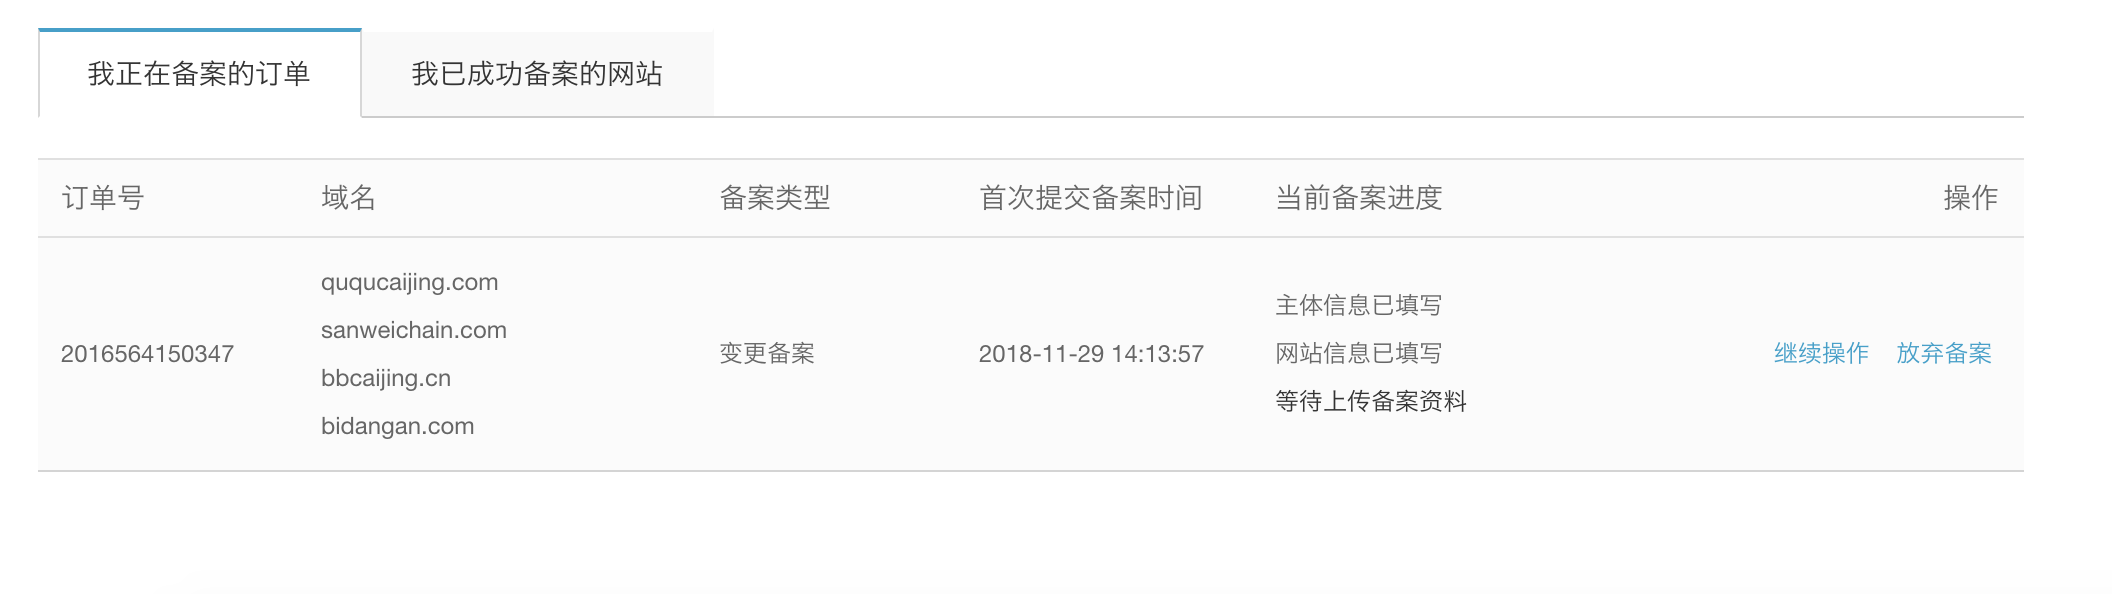 我正在备案的订单 我已成功备案的网站
订单号 域名 备案类型 首次提交备案时间 当前备案进度 操作
2016564150347
ququcaijing.com
sanweichain.com
bbcaijing.cn
bidangan.com
变更备案
2018-11-29 14:13:57
主体信息已填写
网站信息已填写
等待上传备案资料
继续操作 放弃备案